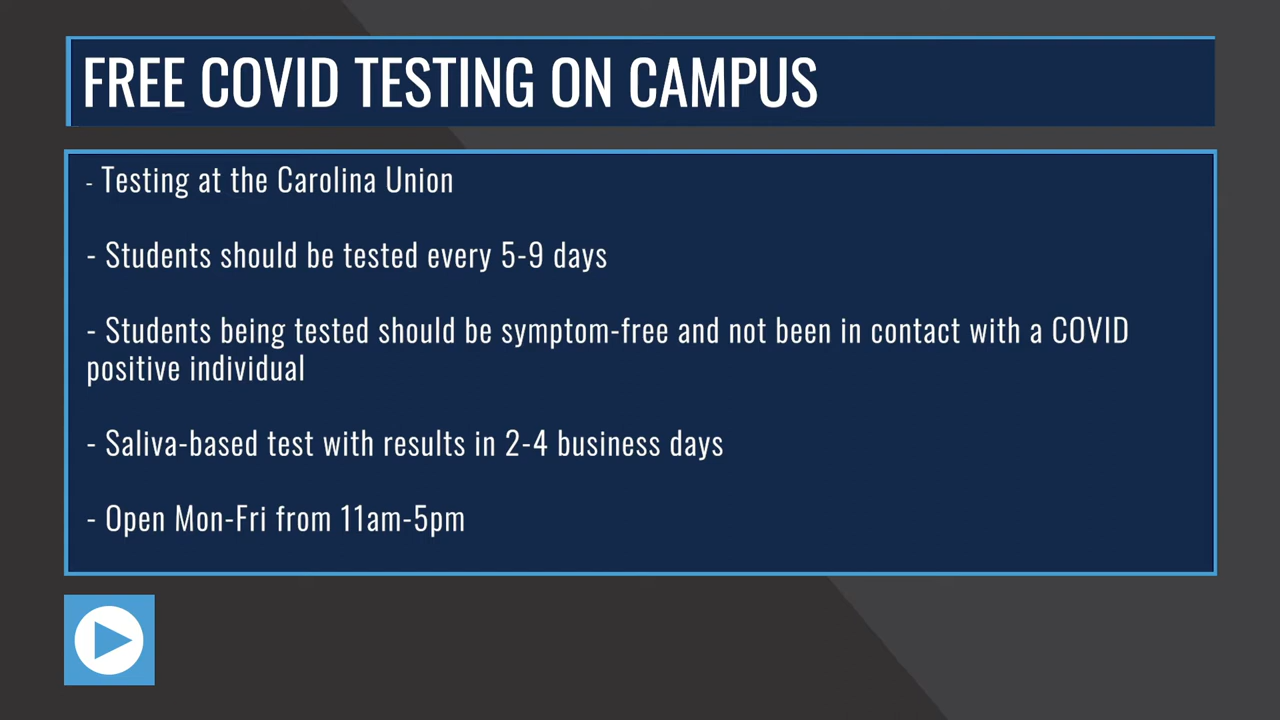 FREE COVID TESTING ON CAMPUS
- Testing at the Carolina Union
- Students should be tested every 5-9 days
- Students being tested should be symptom-free and not been in contact with a COVID
positive individual
- Saliva-based test with results in 2-4 business days
- Open Mon-Fri from 11am-5pm